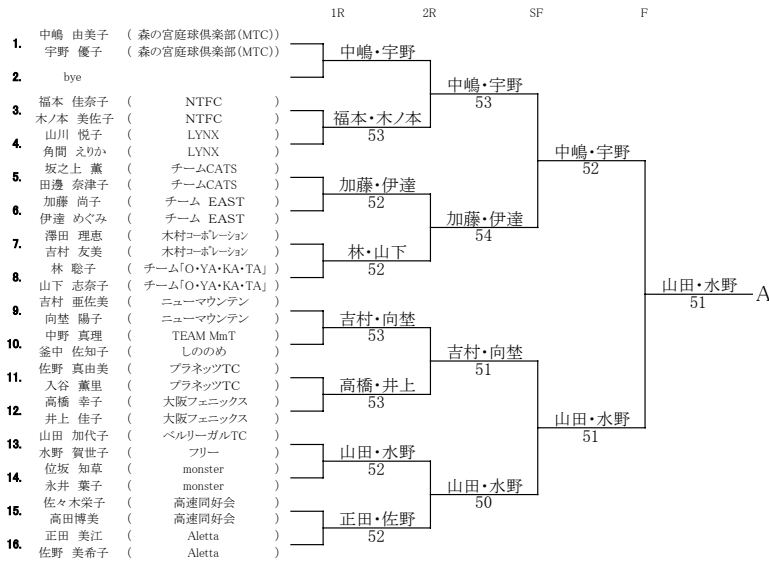 1R 2R SF F
中嶋 由美子 ( 森の宮庭球倶楽部(MTC))
1.
宇野 優子 ( 森の宮庭球倶楽部(MTC))
2. bye
福本 佳奈子 ( NTFC )
3.
木ノ本 美佐子 ( NTFC )
山川 悦子 ( LYNX )
4.
角間 えりか ( LYNX )
坂之上 薫 ( チームCATS )
5.
田邊 奈津子 ( チームCATS )
加藤 尚子 ( チーム EAST )
6.
伊達 めぐみ ( チーム EAST )
澤田 理恵 ( 木村コーポレーション )
7.
吉村 友美 ( 木村コーポレーション )
林 聡子 ( チーム「O・YA・KA・TA」 )
8.
山下 志奈子 ( チーム「O・YA・KA・TA」 )
吉村 亜佐美 ( ニューマウンテン )
9.
向埜 陽子 ( ニューマウンテン )
中野 真理 ( TEAM MmT )
10.
釜中 佐知子 ( しののめ )
佐野 真由美 ( プラネッツTC )
11.
入谷 薫里 ( プラネッツTC )
高橋 幸子 ( 大阪フェニックス )
12.
井上 佳子 ( 大阪フェニックス )
山田 加代子 ( ベルリーガルTC )
13.
水野 賀世子 ( フリー )
位坂 知草 ( monster )
14.
永井 葉子 ( monster )
佐々木栄子 ( 高速同好会 )
15.
高田博美 ( 高速同好会 )
正田 美江 ( Aletta )
16.
佐野 美希子 ( Aletta )
中嶋・宇野
福本・木ノ本
53
加藤・伊達
52
林・山下
52
吉村・向埜
53
高橋・井上
53
山田・水野
52
正田・佐野
52
中嶋・宇野
53
加藤・伊達
54
吉村・向埜
51
山田・水野
50
中嶋・宇野
52
山田・水野
51
山田・水野
51
A